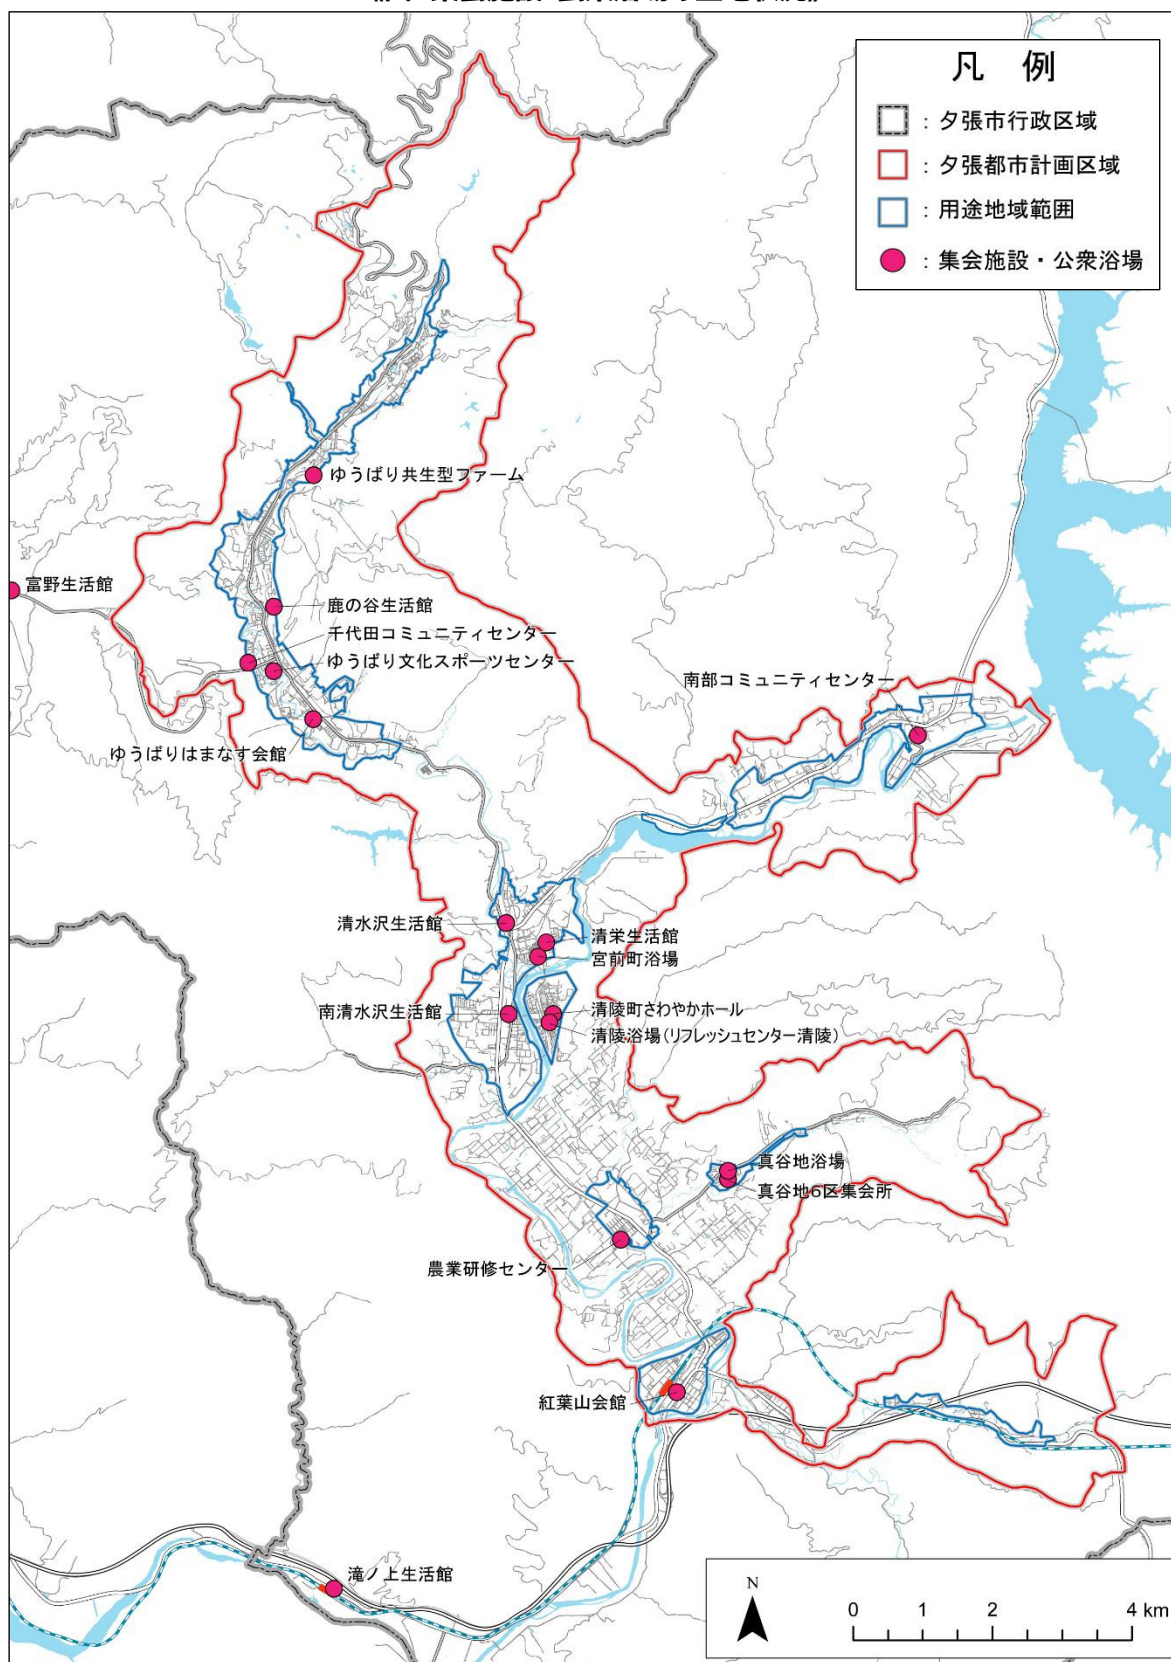 凡 例
：夕張市行政区域
：夕張都市計画区域
：用途地域範囲
：集会施設・公衆浴場
ゆうばり共生型ファーム
富野生活館
鹿の谷生活館
千代田コミュニティセンター
ゆうばり文化スポーツセンター
南部コミュニティセンター
ゆうばりはまなす会館
清水沢生活館
清栄生活館
宮前町浴場
南清水沢生活館
清陵町さわやかホール
清陵浴場(リフレッシュセンター清陵)
真谷地浴場
真谷地6区集会所
農業研修センター
紅葉山会館
滝ノ上生活館
N
0 1 2 4 km